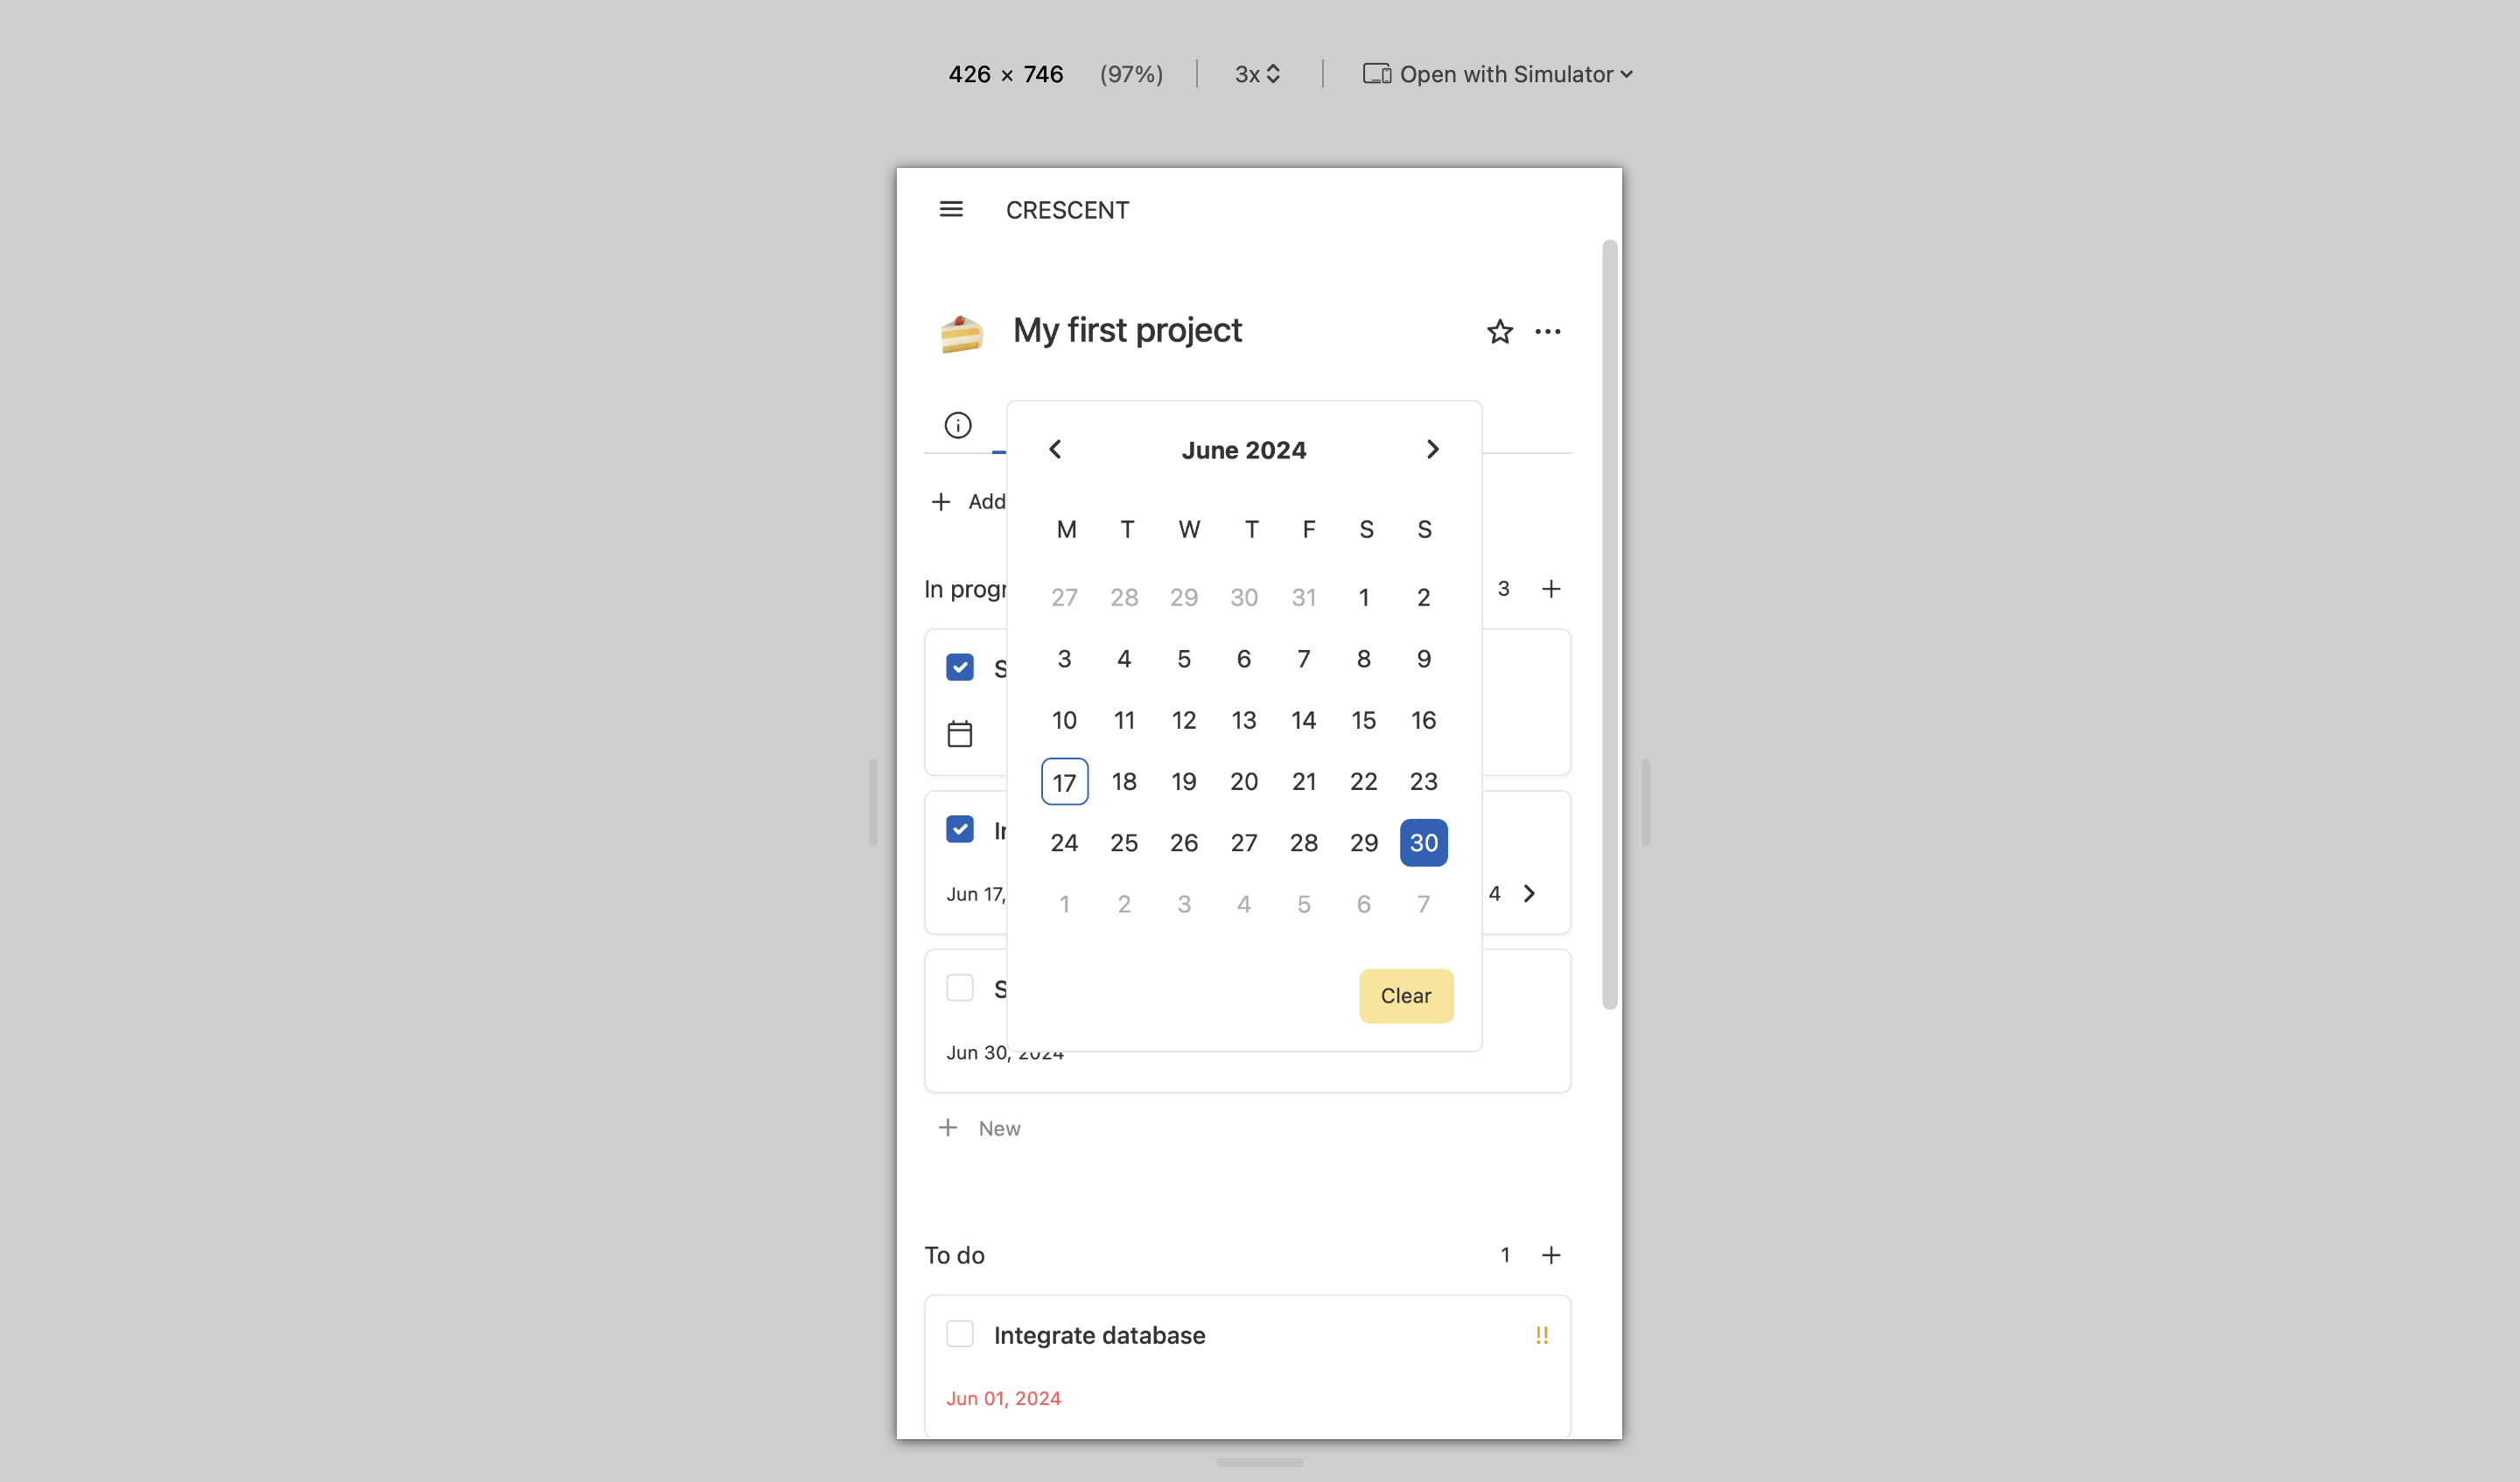 426 × 746 (97%) 3x Open with Simulator
CRESCENT
My first project
June 2024
M T W T F S S
27 28 29 30 31 1 2
3 4 5 6 7 8 9
10 11 12 13 14 15 16
17 18 19 20 21 22 23
24 25 26 27 28 29 30
1 2 3 4 5 6 7
Clear
Add
In progr 3
S
Jun 17, 4
S
Jun 30, 2024
New
To do 1
Integrate database !!
Jun 01, 2024